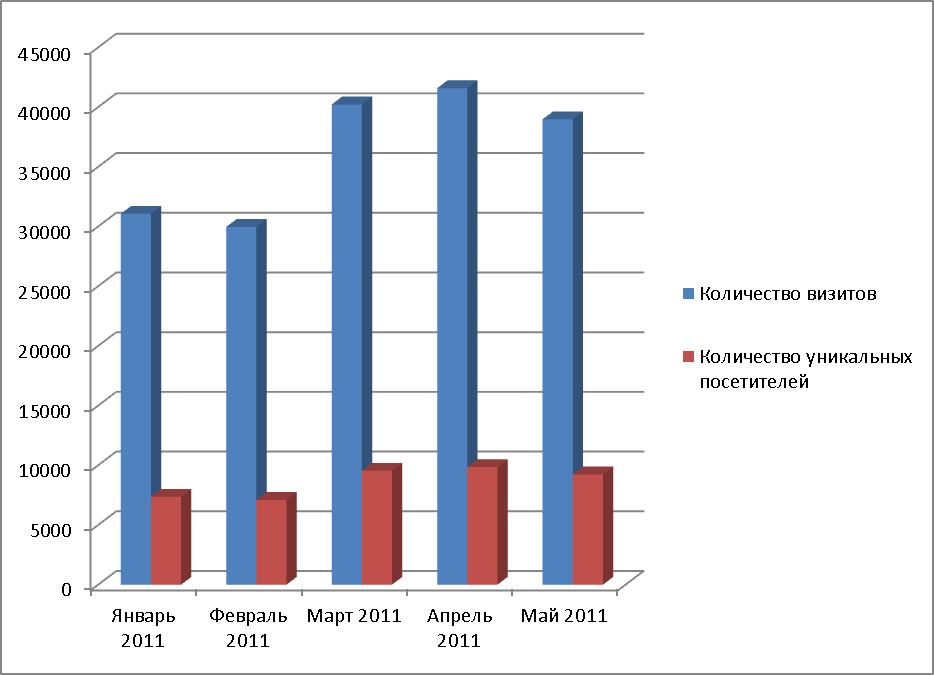 45000
40000
35000
30000
25000
20000
15000
10000
5000
0
Январь
2011
Февраль
2011
Март 2011
Апрель
2011
Май 2011
Количество визитов
Количество уникальных
посетителей